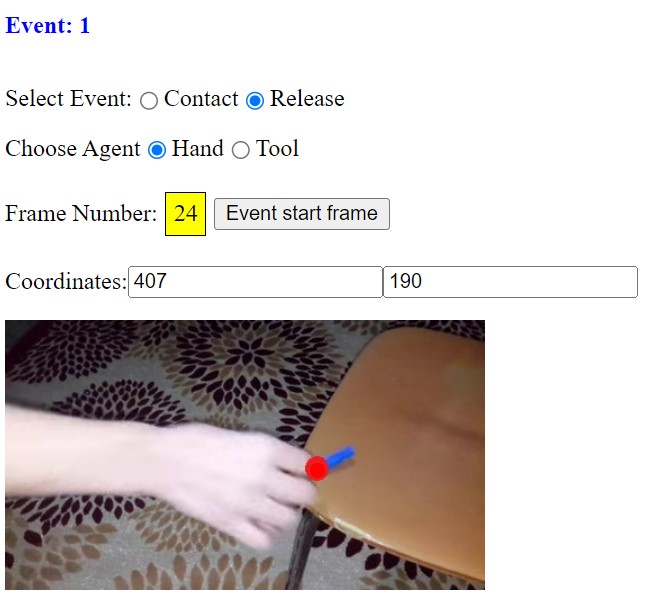 Event: 1
Select Event: Contact Release
Choose Agent Hand Tool
Frame Number: 24 Event start frame
Coordinates: 407 190